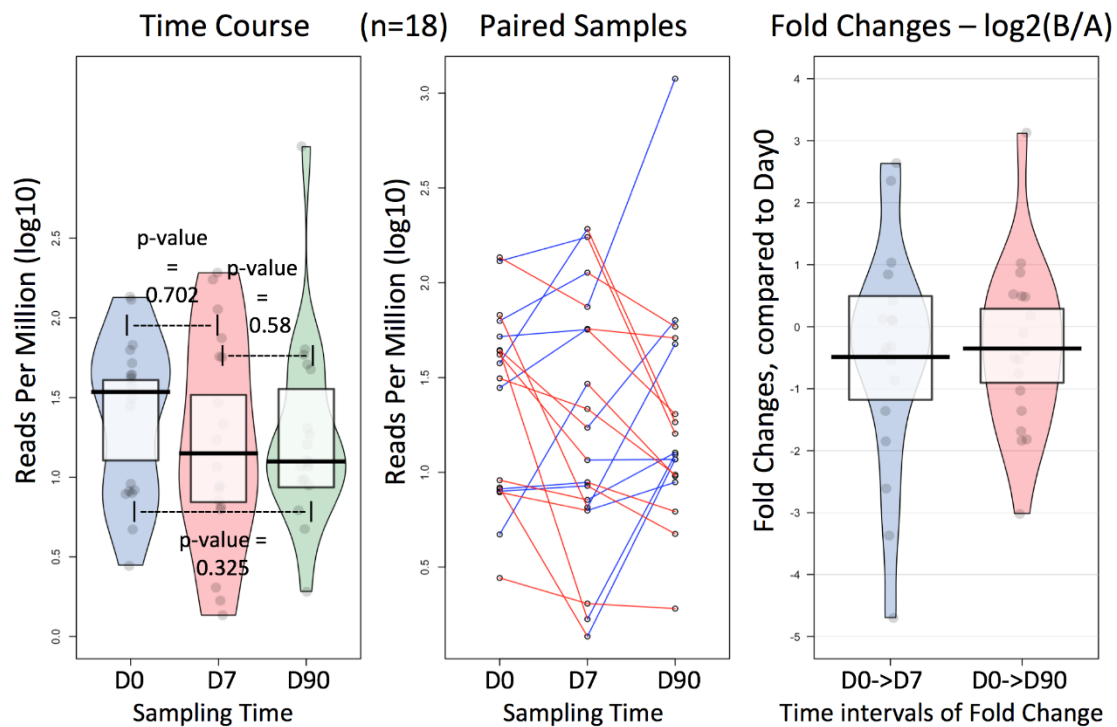 Time Course (n=18) Paired Samples Fold Changes – log2(B/A)
Reads Per Million (log10)
2.5
2.0
1.5
1.0
0.5
0.0
p-value
=
0.702
p-value
=
0.58
p-value =
0.325
D0 D7 D90
Sampling Time
Reads Per Million (log10)
3.0
2.5
2.0
1.5
1.0
0.5
D0 D7 D90
Sampling Time
Fold Changes, compared to Day0
4
3
2
1
0
-1
-2
-3
-4
-5
D0->D7 D0->D90
Time intervals of Fold Change